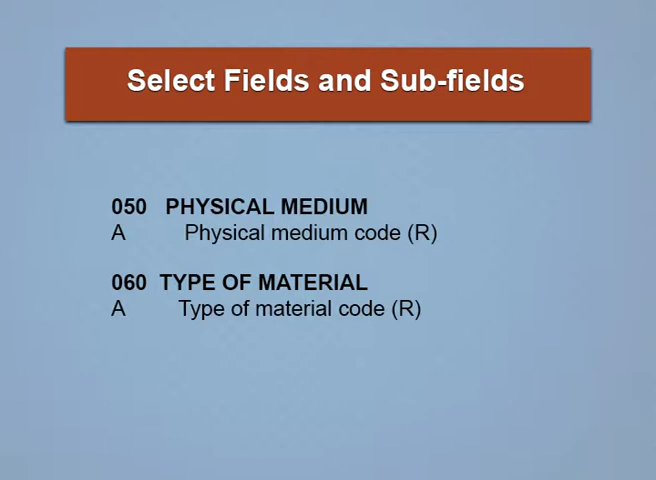 Select Fields and Sub-fields
050 PHYSICAL MEDIUM
A Physical medium code (R)
060 TYPE OF MATERIAL
A Type of material code (R)